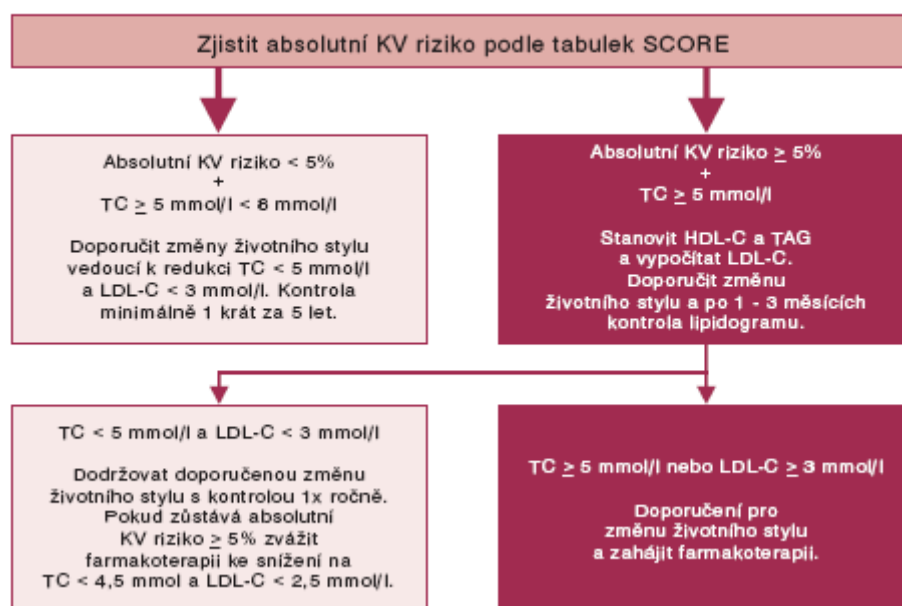 Zjistit absolutní KV riziko podle tabulek SCORE
Absolutní KV riziko < 5%
+
TC ≥ 5 mmol/l < 8 mmol/l
Doporučit změny životního stylu
vedoucí k redukci TC < 5 mmol/l
a LDL-C < 3 mmol/l. Kontrola
minimálně 1 krát za 5 let.
Absolutní KV riziko ≥ 5%
+
TC ≥ 5 mmol/l
Stanovit HDL-C a TAG
a vypočítat LDL-C.
Doporučit změnu
životního stylu a po 1 - 3 měsících
kontrola lipidogramu.
TC < 5 mmol/l a LDL-C < 3 mmol/l
Dodržovat doporučenou změnu
životního stylu s kontrolou 1x ročně.
Pokud zůstává absolutní
KV riziko ≥ 5% zvážit
farmakoterapii ke snížení na
TC < 4,5 mmol a LDL-C < 2,5 mmol/l.
TC ≥ 5 mmol/l nebo LDL-C ≥ 3 mmol/l
Doporučení pro
změnu životního stylu
a zahájit farmakoterapii.